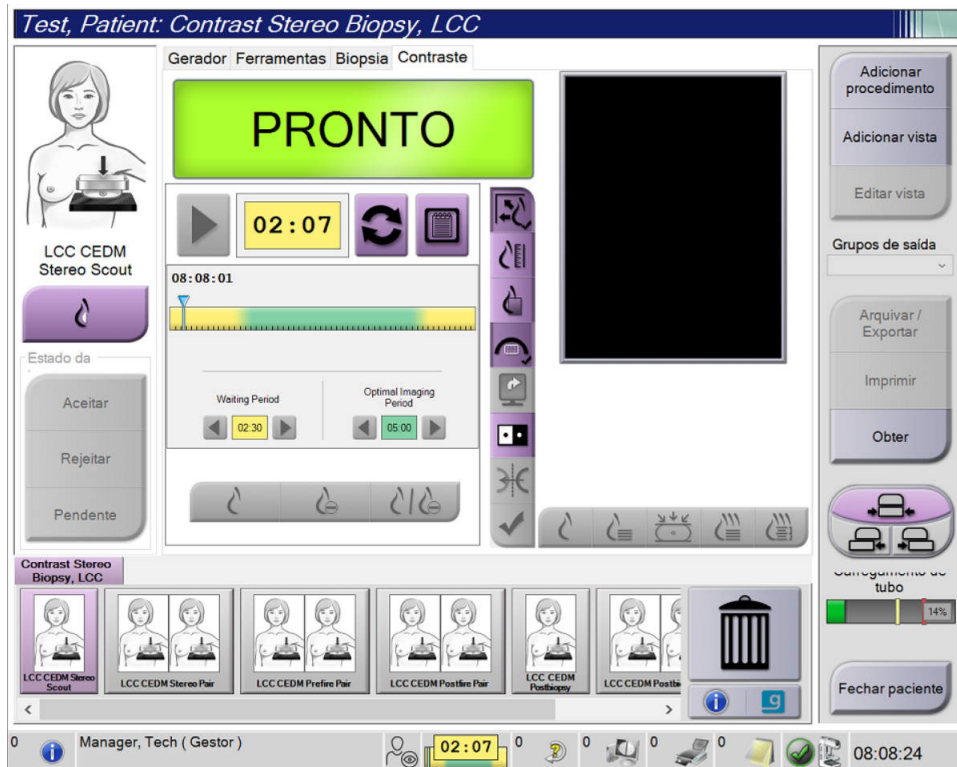 Test, Patient: Contrast Stereo Biopsy, LCC
Gerador Ferramentas Biopsia Contraste
PRONTO
02:07
08:08:01
Waiting Period
02:30
Optimal Imaging
Period
05:00
LCC CEDM
Stereo Scout
Estado da
Aceitar
Rejeitar
Pendente
Adicionar
procedimento
Adicionar vista
Editar vista
Grupos de saída
Arquivar /
Exportar
Imprimir
Obter
tubo
14%
Fechar paciente
Contrast Stereo
Biopsy, LCC
LCC CEDM Stereo
Scout
LCC CEDM Stereo Pair
LCC CEDM Prefire Pair
LCC CEDM Postfire Pair
LCC CEDM
Postbiopsy
LCC CEDM Postbi
0
Manager, Tech ( Gestor )
02:07
0
0
0
0
08:08:24